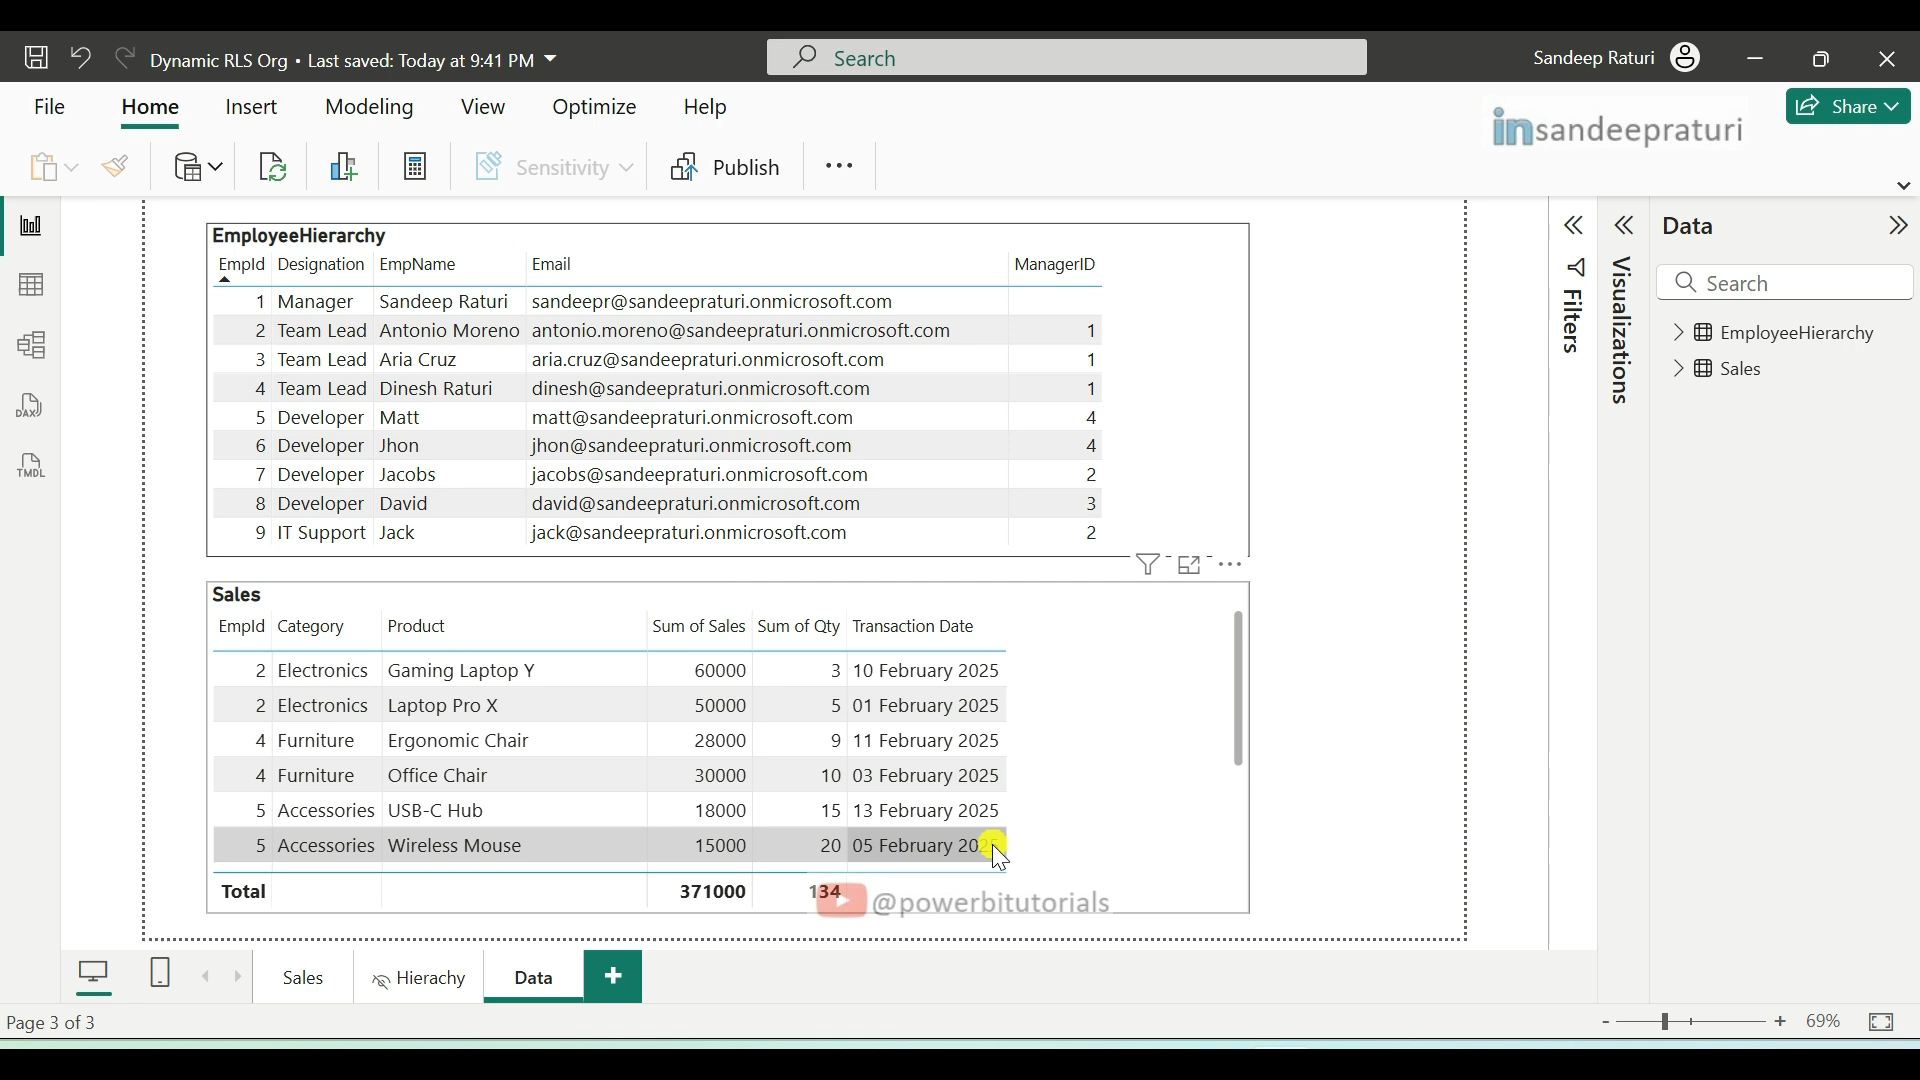 Dynamic RLS Org • Last saved: Today at 9:41 PM
Search
Sandeep Raturi
File Home Insert Modeling View Optimize Help
insandeepraturi
Share
Sensitivity
Publish
EmployeeHierarchy
EmpId Designation EmpName Email ManagerID
1 Manager Sandeep Raturi sandeepr@sandeepraturi.onmicrosoft.com
2 Team Lead Antonio Moreno antonio.moreno@sandeepraturi.onmicrosoft.com 1
3 Team Lead Aria Cruz aria.cruz@sandeepraturi.onmicrosoft.com 1
4 Team Lead Dinesh Raturi dinesh@sandeepraturi.onmicrosoft.com 1
5 Developer Matt matt@sandeepraturi.onmicrosoft.com 4
6 Developer Jhon jhon@sandeepraturi.onmicrosoft.com 4
7 Developer Jacobs jacobs@sandeepraturi.onmicrosoft.com 2
8 Developer David david@sandeepraturi.onmicrosoft.com 3
9 IT Support Jack jack@sandeepraturi.onmicrosoft.com 2
Sales
EmpId Category Product Sum of Sales Sum of Qty Transaction Date
2 Electronics Gaming Laptop Y 60000 3 10 February 2025
2 Electronics Laptop Pro X 50000 5 01 February 2025
4 Furniture Ergonomic Chair 28000 9 11 February 2025
4 Furniture Office Chair 30000 10 03 February 2025
5 Accessories USB-C Hub 18000 15 13 February 2025
5 Accessories Wireless Mouse 15000 20 05 February 2025
Total 371000 134
@powerbitutorials
DAX
TMDL
Filters
Visualizations
Data
Search
EmployeeHierarchy
Sales
Sales Hierachy Data +
Page 3 of 3
- + 69%